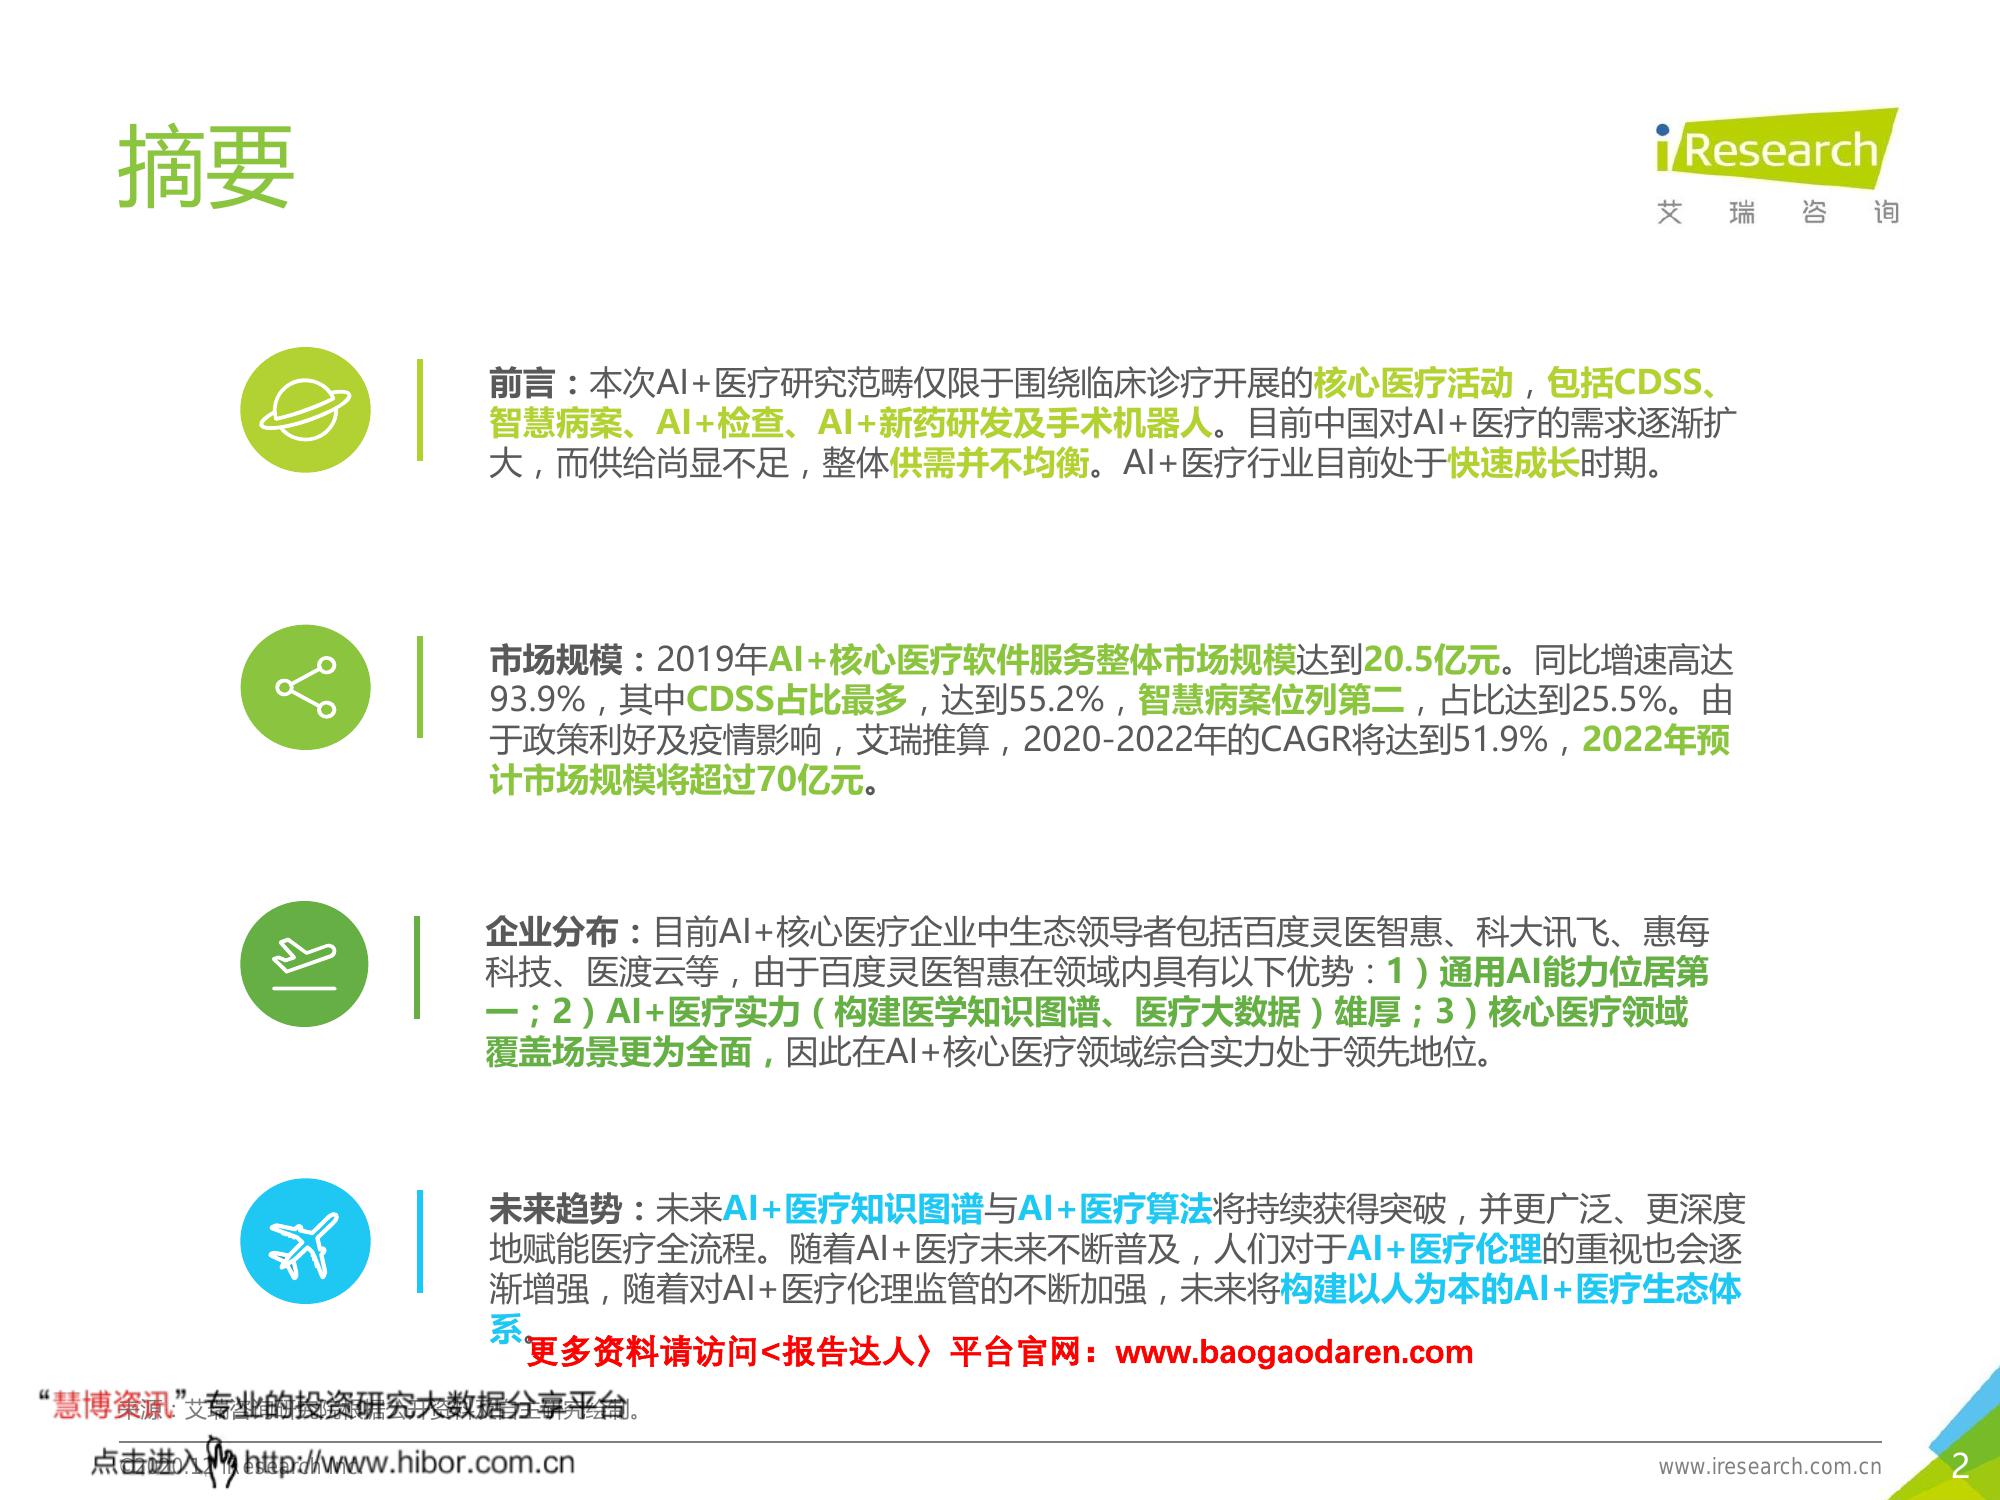 摘要
iResearch
艾瑞咨询
前言：本次AI+医疗研究范畴仅限于围绕临床诊疗开展的核心医疗活动，包括CDSS、
智慧病案、AI+检查、AI+新药研发及手术机器人。目前中国对AI+医疗的需求逐渐扩
大，而供给尚显不足，整体供需并不均衡。AI+医疗行业目前处于快速成长时期。
市场规模：2019年AI+核心医疗软件服务整体市场规模达到20.5亿元。同比增速高达
93.9%，其中CDSS占比最多，达到55.2%，智慧病案位列第二，占比达到25.5%。由
于政策利好及疫情影响，艾瑞推算，2020-2022年的CAGR将达到51.9%，2022年预
计市场规模将超过70亿元。
企业分布：目前AI+核心医疗企业中生态领导者包括百度灵医智惠、科大讯飞、惠每
科技、医渡云等，由于百度灵医智惠在领域内具有以下优势：1）通用AI能力位居第
一；2）AI+医疗实力（构建医学知识图谱、医疗大数据）雄厚；3）核心医疗领域
覆盖场景更为全面，因此在AI+核心医疗领域综合实力处于领先地位。
未来趋势：未来AI+医疗知识图谱与AI+医疗算法将持续获得突破，并更广泛、更深度
地赋能医疗全流程。随着AI+医疗未来不断普及，人们对于AI+医疗伦理的重视也会逐
渐增强，随着对AI+医疗伦理监管的不断加强，未来将构建以人为本的AI+医疗生态体
系。
更多资料请访问<报告达人〉平台官网：www.baogaodaren.com
“慧博资讯”专业的投资研究大数据分享平台
来源：艾瑞咨询研究院根据公开资料及自主研究绘制。
点击进入 http://www.hibor.com.cn
©2020.12 iResearch Inc.
www.iresearch.com.cn
2